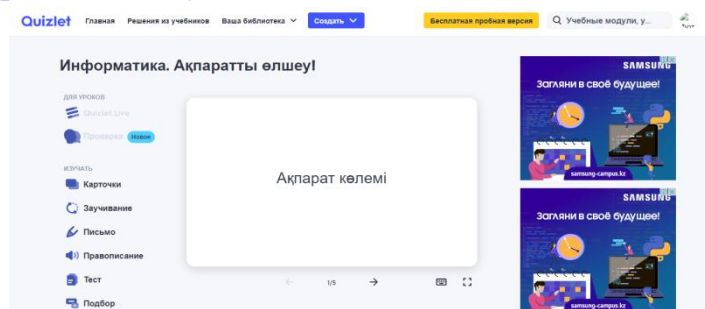 Quizlet Главная Решения из учебников Ваша библиотека Создать Бесплатная пробная версия Учебные модули, у...
Информатика. Ақпаратты өлшеу!
ДЛЯ УРОКОВ
Quizlet Live
Проверка Новое
ИЗУЧАТЬ
Карточки
Заучивание
Письмо
Правописание
Тест
Подбор
Ақпарат көлемі
1/5
SAMSUNG
Загляни в своё будущее!
samsung-campus.kz
SAMSUNG
Загляни в своё будущее!
samsung-campus.kz